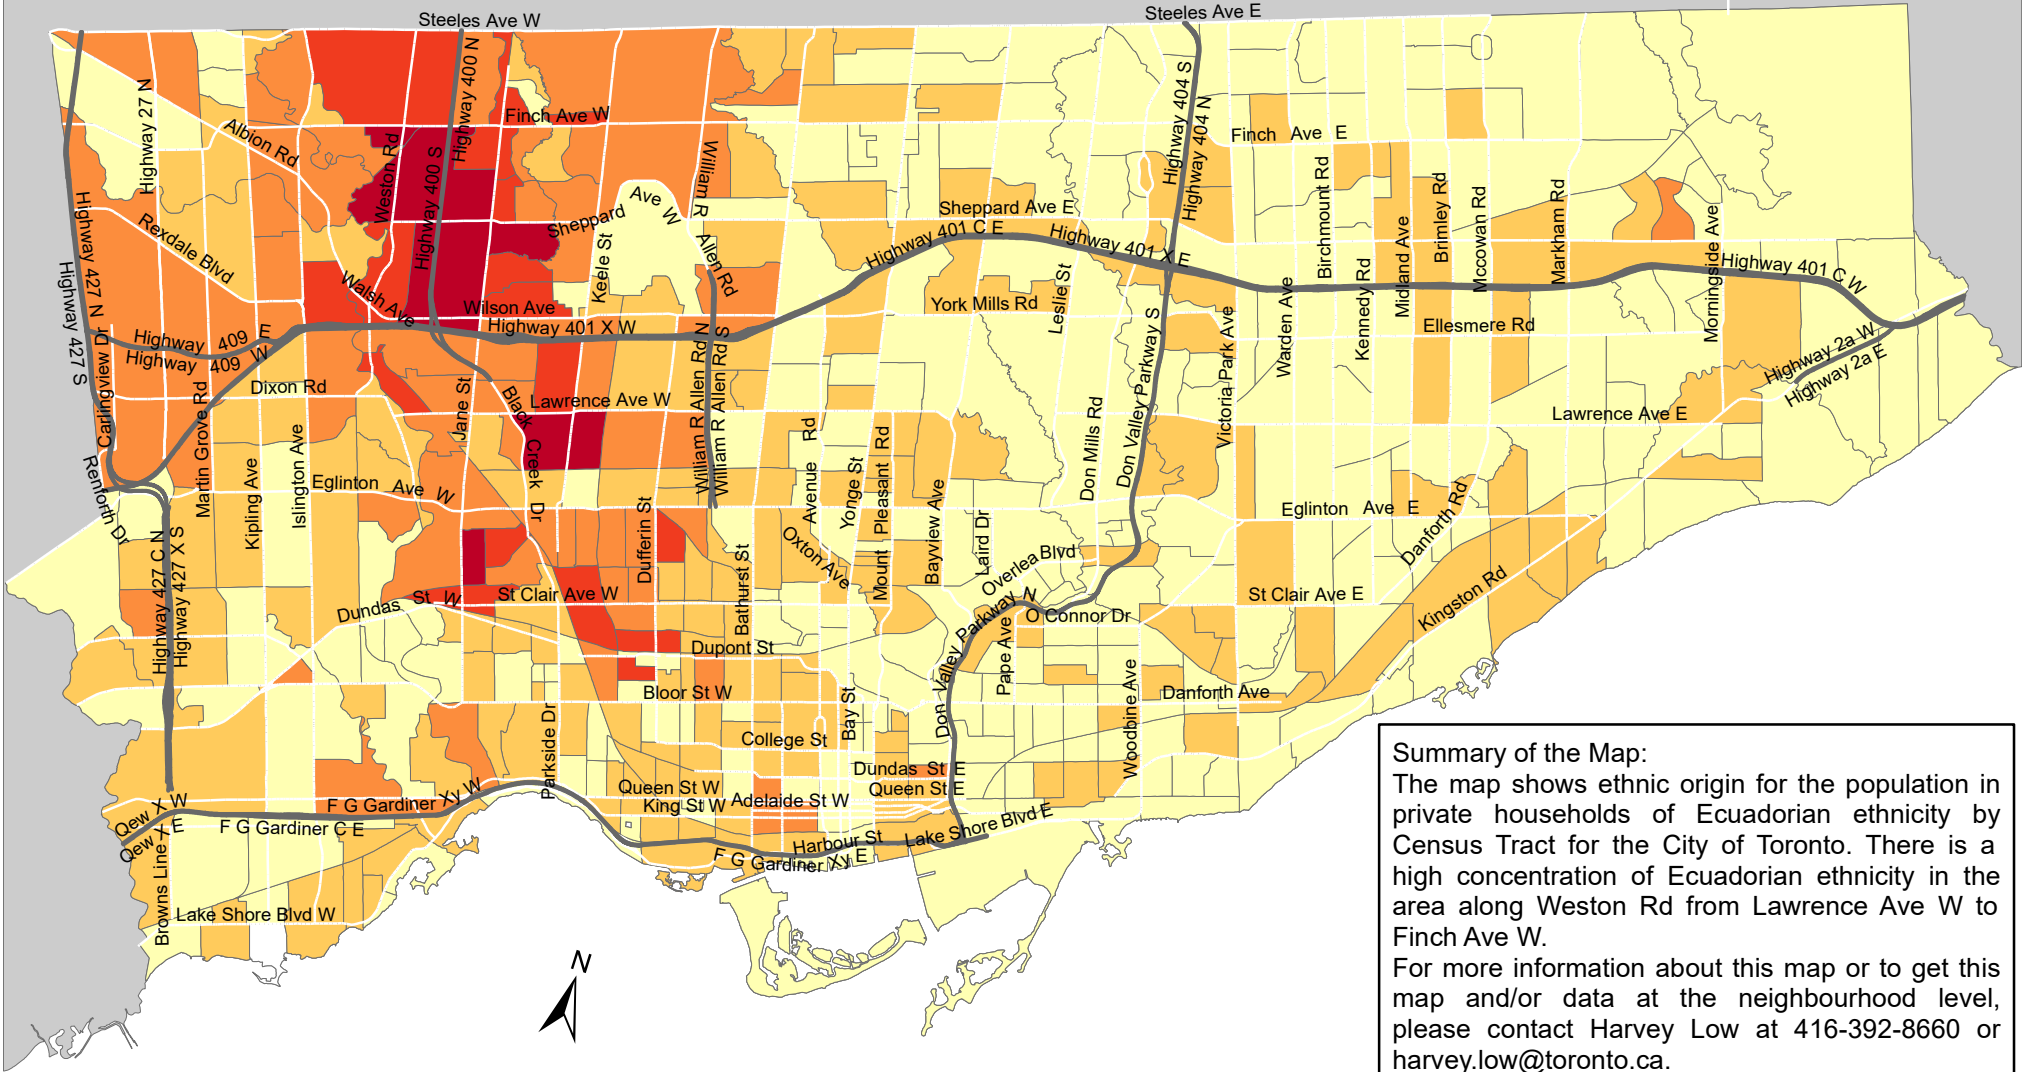 Steeles Ave W
Steeles Ave E
Highway 27 N
Albion Rd
Weston Rd
Highway 400 N
Highway 400 S
Finch Ave W
William R
Allen Rd
Highway 404 S
Highway 404 N
Finch Ave E
Highway 427 N
Highway 427 S
Rexdale Blvd
Sheppard Ave W
Keele St
Sheppard Ave E
Highway 401 C E
Highway 401 X E
Birchmount Rd
Midland Ave
Brimley Rd
Mccowan Rd
Markham Rd
Morningside Ave
Highway 401 C W
Walsh Ave
Wilson Ave
Highway 401 X W
York Mills Rd
Leslie St
Warden Ave
Kennedy Rd
Ellesmere Rd
Highway 2a W
Highway 2a E
Highway 409 E
Highway 409 W
Carlingview Dr
Dixon Rd
Martin Grove Rd
Jane St
Black Creek Dr
Lawrence Ave W
William R Allen Rd N
William R Allen Rd S
Don Valley Parkway S
Victoria Park Ave
Lawrence Ave E
Renforth Dr
Kipling Ave
Islington Ave
Eglinton Ave W
Dufferin St
Avenue Rd
Yonge St
Mount Pleasant Rd
Bayview Ave
Don Mills Rd
Laird Dr
Eglinton Ave E
Danforth Rd
Oxton Ave
Overlea Blvd
Highway 427 C N
Highway 427 X S
Dundas St W
St Clair Ave W
Bathurst St
Don Valley Parkway N
O Connor Dr
St Clair Ave E
Kingston Rd
Dupont St
Pape Ave
Bloor St W
Bay St
Woodbine Ave
Danforth Ave
Parkside Dr
College St
Dundas St E
Queen St W
Queen St E
King St W
Adelaide St W
Qew X W
Qew X E
F G Gardiner Xy W
F G Gardiner C E
Harbour St
Lake Shore Blvd E
F G Gardiner Xy E
Browns Line
Lake Shore Blvd W
N
Summary of the Map:
The map shows ethnic origin for the population in
private households of Ecuadorian ethnicity by
Census Tract for the City of Toronto. There is a
high concentration of Ecuadorian ethnicity in the
area along Weston Rd from Lawrence Ave W to
Finch Ave W.
For more information about this map or to get this
map and/or data at the neighbourhood level,
please contact Harvey Low at 416-392-8660 or
harvey.low@toronto.ca.